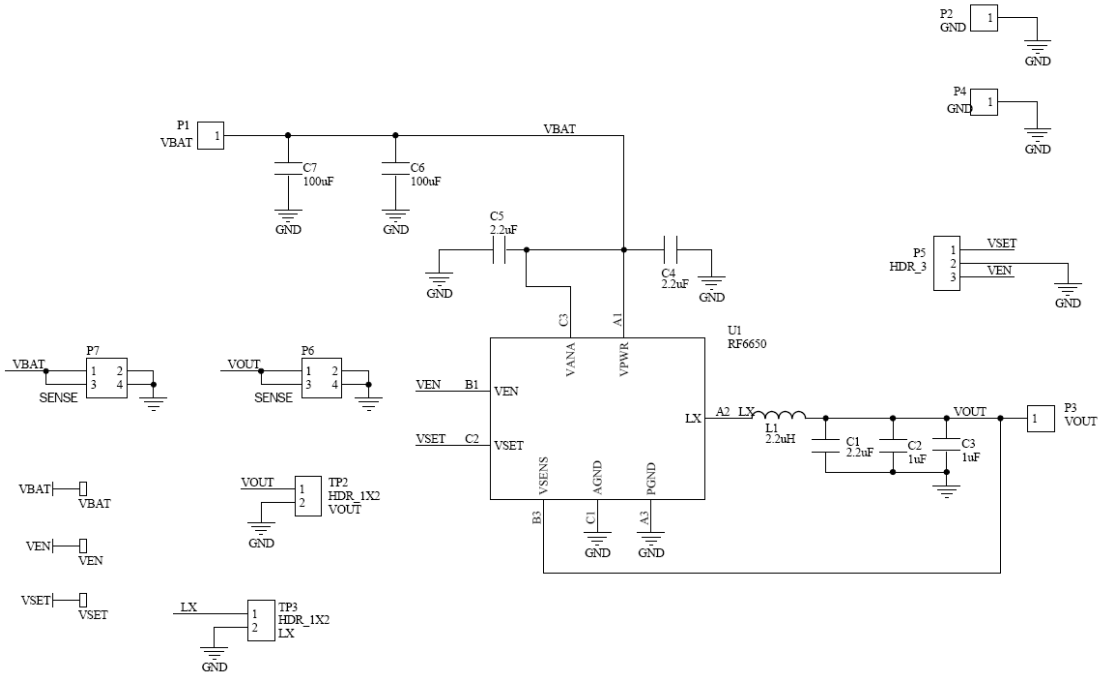 P2
GND
1
GND
P4
GND
1
GND
P1
VBAT
1
VBAT
C7
100uF
GND
C6
100uF
GND
C5
2.2uF
GND
C4
2.2uF
GND
P5
HDR_3
1
2
3
VSET
VEN
GND
U1
RF6650
C3
A1
VANA
VPWR
VEN
B1
VEN
VSET
C2
VSET
LX
A2
LX
VSENS
AGND
PGND
B3
C1
A3
GND
GND
L1
2.2uH
C1
2.2uF
C2
1uF
C3
1uF
VOUT
1
P3
VOUT
P7
VBAT
1 2
3 4
SENSE
P6
VOUT
1 2
3 4
SENSE
VBAT
VBAT
VEN
VEN
VSET
VSET
VOUT
1
2
TP2
HDR_1X2
VOUT
GND
LX
1
2
TP3
HDR_1X2
LX
GND